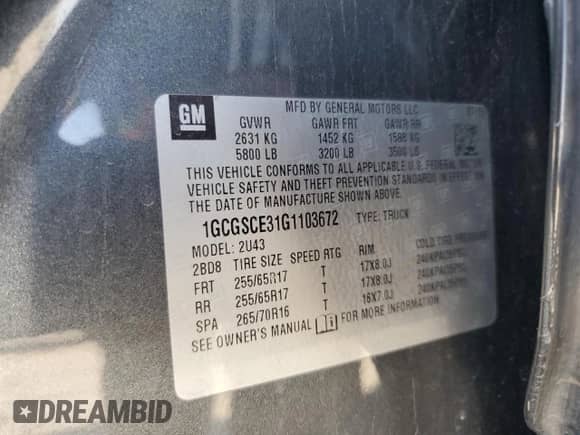 GM
MFD BY GENERAL MOTORS LLC
GVWR GAWR FRT GAWR RR
2631 KG 1452 KG 1588 KG
5800 LB 3200 LB 3500 LB
THIS VEHICLE CONFORMS TO ALL APPLICABLE U.S. FEDERAL MOTOR
VEHICLE SAFETY AND THEFT PREVENTION STANDARDS IN EFFECT ON
THE DATE OF MANUFACTURE SHOWN ABOVE.
1GCGSCE31G1103672 TYPE: TRUCK
MODEL: 2U43
2BD8 TIRE SIZE SPEED RTG RIM COLD TIRE PRESSURE
FRT 255/65R17 T 17X8.0J
RR 255/65R17 T 17X8.0J
SPA 265/70R16 T 16X7.0J
SEE OWNER'S MANUAL FOR MORE INFORMATION.
DREAMBID